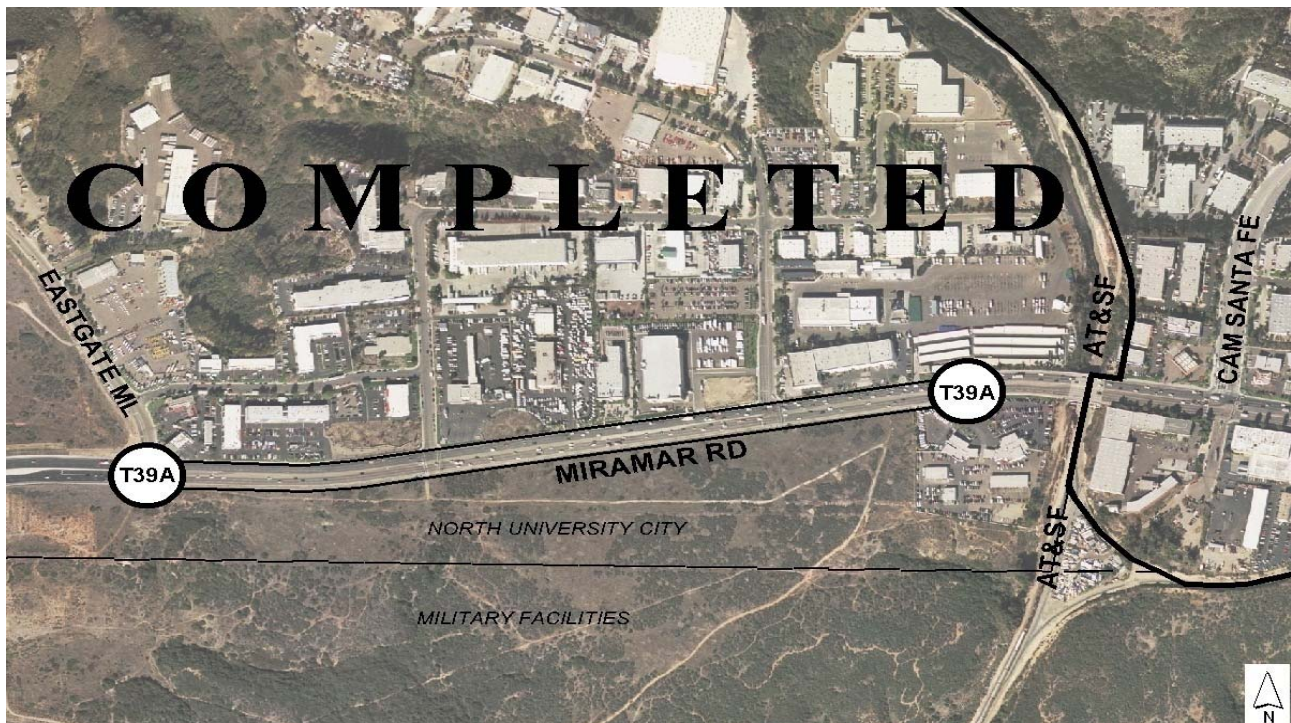 COMPLETED
EASTGATE ML
AT&SF
CAM SANTA FE
T39A
T39A
MIRAMAR RD
NORTH UNIVERSITY CITY
AT&SF
MILITARY FACILITIES
N